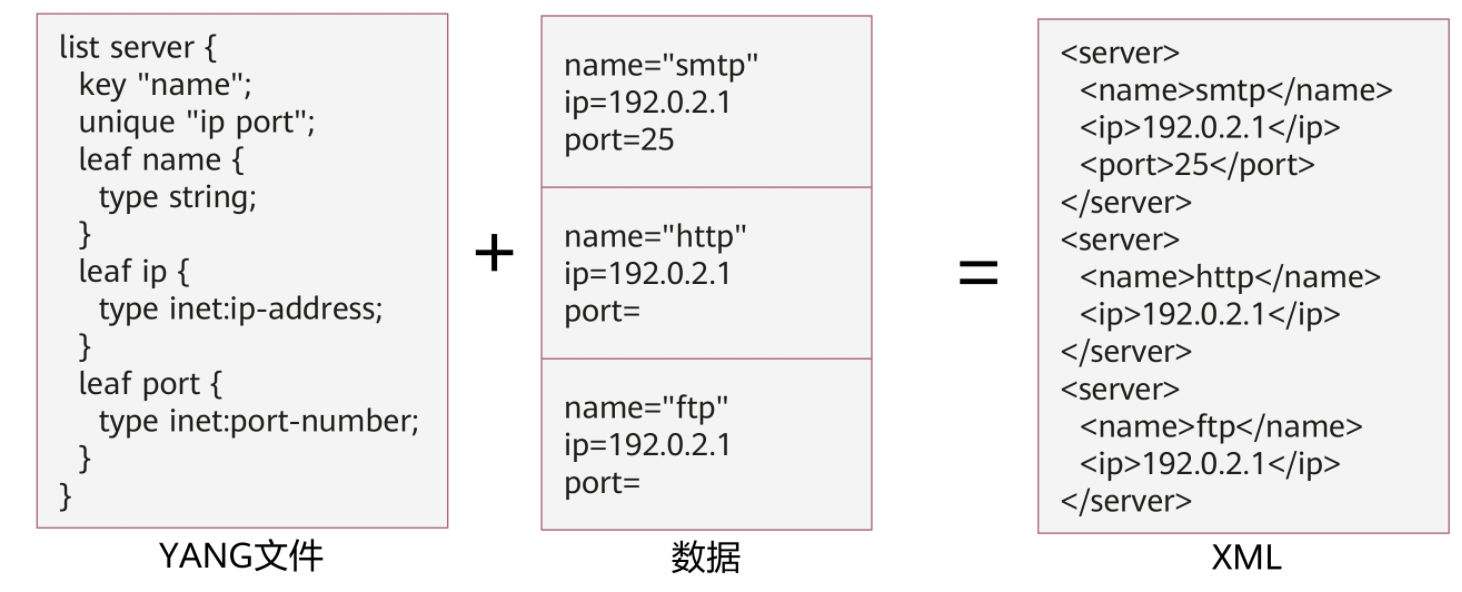 list server {
key "name";
unique "ip port";
leaf name {
type string;
}
leaf ip {
type inet:ip-address;
}
leaf port {
type inet:port-number;
}
}
YANG文件
+
name="smtp"
ip=192.0.2.1
port=25
name="http"
ip=192.0.2.1
port=
name="ftp"
ip=192.0.2.1
port=
数据
=
<server>
<name>smtp</name>
<ip>192.0.2.1</ip>
<port>25</port>
</server>
<server>
<name>http</name>
<ip>192.0.2.1</ip>
</server>
<server>
<name>ftp</name>
<ip>192.0.2.1</ip>
</server>
XML